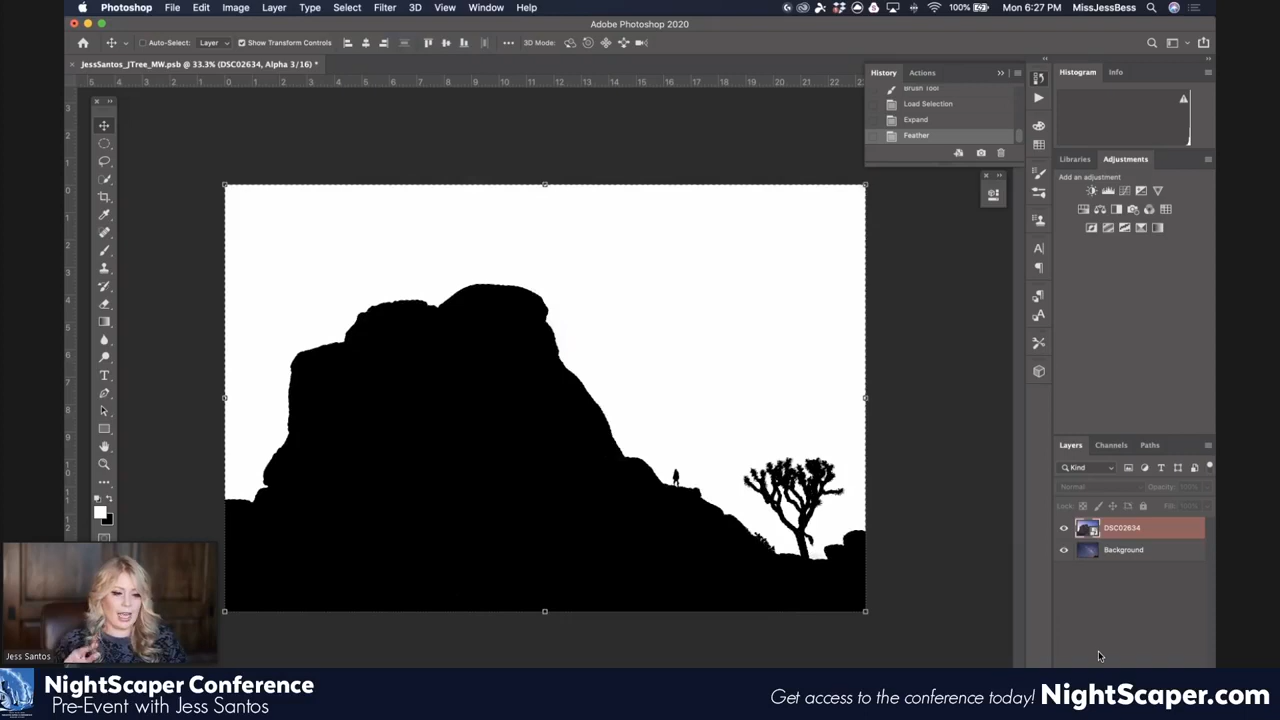 Photoshop File Edit Image Layer Type Select Filter 3D View Window Help 100% Mon 6:27 PM MissJessBess
Adobe Photoshop 2020
Auto-Select: Layer Show Transform Controls 3D Mode:
JessSantos_JTree_MW.psb @ 33.3% (DSC02634, Alpha 3/16) *
History Actions
Brush Tool
Load Selection
Expand
Feather
Histogram Info
Libraries Adjustments
Add an adjustment
Layers Channels Paths
Kind
Normal Opacity: 100%
Lock: Fill: 100%
DSC02634
Background
Jess Santos
NightScaper Conference
Pre-Event with Jess Santos
Get access to the conference today! NightScaper.com